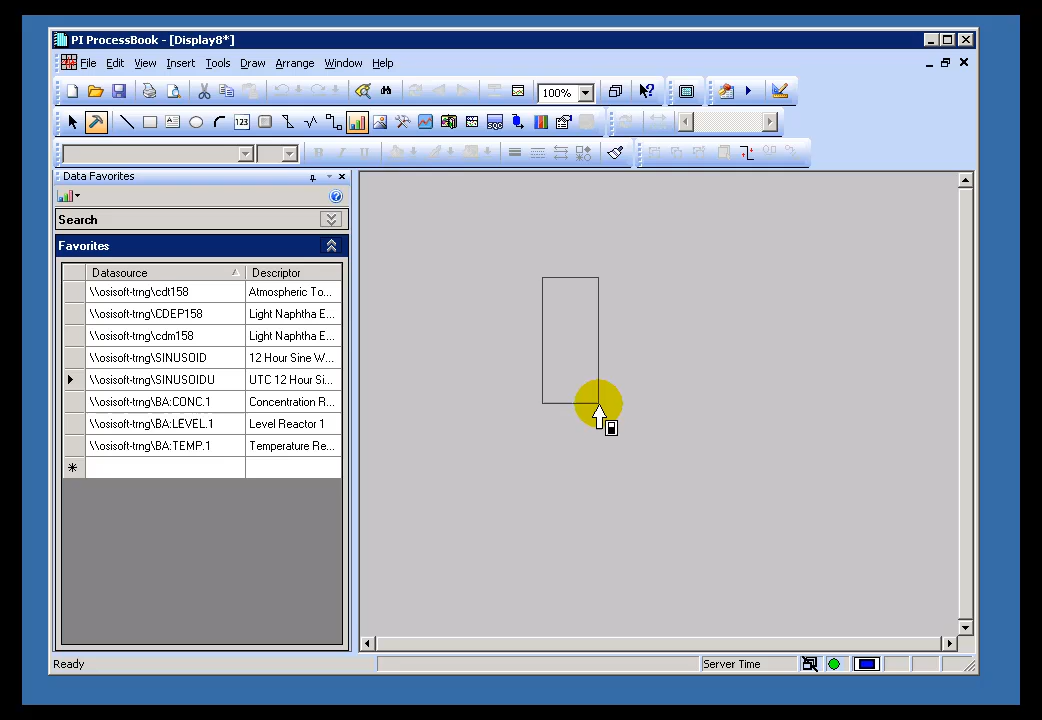 PI ProcessBook - [Display8*]
File Edit View Insert Tools Draw Arrange Window Help
100%
123
SQC
B I U
Data Favorites
Search
Favorites
Datasource Descriptor
\\osisoft-trng\cdt158 Atmospheric To...
\\osisoft-trng\CDEP158 Light Naphtha E...
\\osisoft-trng\cdm158 Light Naphtha E...
\\osisoft-trng\SINUSOID 12 Hour Sine W...
\\osisoft-trng\SINUSOIDU UTC 12 Hour Si...
\\osisoft-trng\BA:CONC.1 Concentration R...
\\osisoft-trng\BA:LEVEL.1 Level Reactor 1
\\osisoft-trng\BA:TEMP.1 Temperature Re...
Ready Server Time